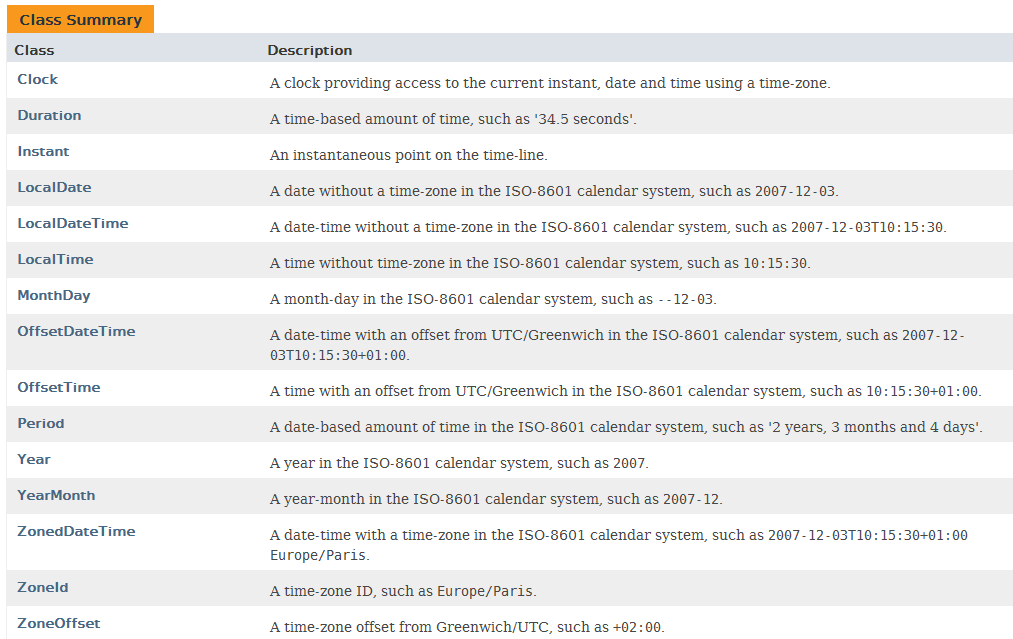 Class Summary
Class Description
Clock A clock providing access to the current instant, date and time using a time-zone.
Duration A time-based amount of time, such as '34.5 seconds'.
Instant An instantaneous point on the time-line.
LocalDate A date without a time-zone in the ISO-8601 calendar system, such as 2007-12-03.
LocalDateTime A date-time without a time-zone in the ISO-8601 calendar system, such as 2007-12-03T10:15:30.
LocalTime A time without time-zone in the ISO-8601 calendar system, such as 10:15:30.
MonthDay A month-day in the ISO-8601 calendar system, such as --12-03.
OffsetDateTime A date-time with an offset from UTC/Greenwich in the ISO-8601 calendar system, such as 2007-12-
03T10:15:30+01:00.
OffsetTime A time with an offset from UTC/Greenwich in the ISO-8601 calendar system, such as 10:15:30+01:00.
Period A date-based amount of time in the ISO-8601 calendar system, such as '2 years, 3 months and 4 days'.
Year A year in the ISO-8601 calendar system, such as 2007.
YearMonth A year-month in the ISO-8601 calendar system, such as 2007-12.
ZonedDateTime A date-time with a time-zone in the ISO-8601 calendar system, such as 2007-12-03T10:15:30+01:00
Europe/Paris.
ZoneId A time-zone ID, such as Europe/Paris.
ZoneOffset A time-zone offset from Greenwich/UTC, such as +02:00.